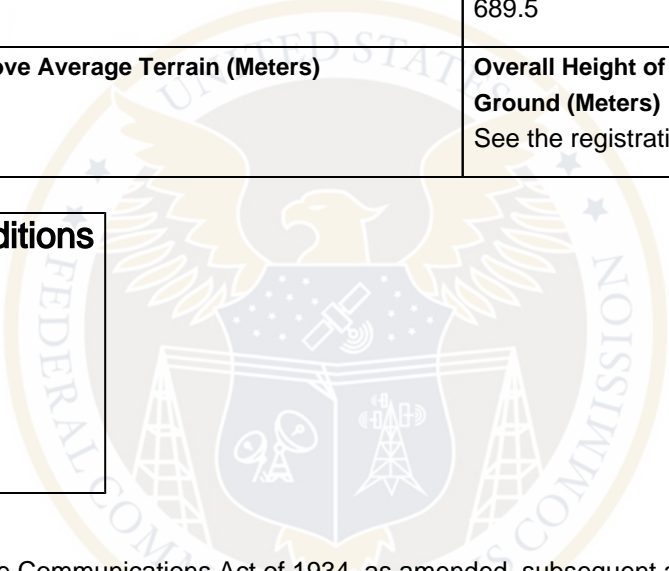 689.5
ove Average Terrain (Meters)
Overall Height of
Ground (Meters)
See the registrati
ditions
UNITED STATES
FEDERAL COMMUNICATIONS COMMISSION
e Communications Act of 1934, as amended, subsequent a